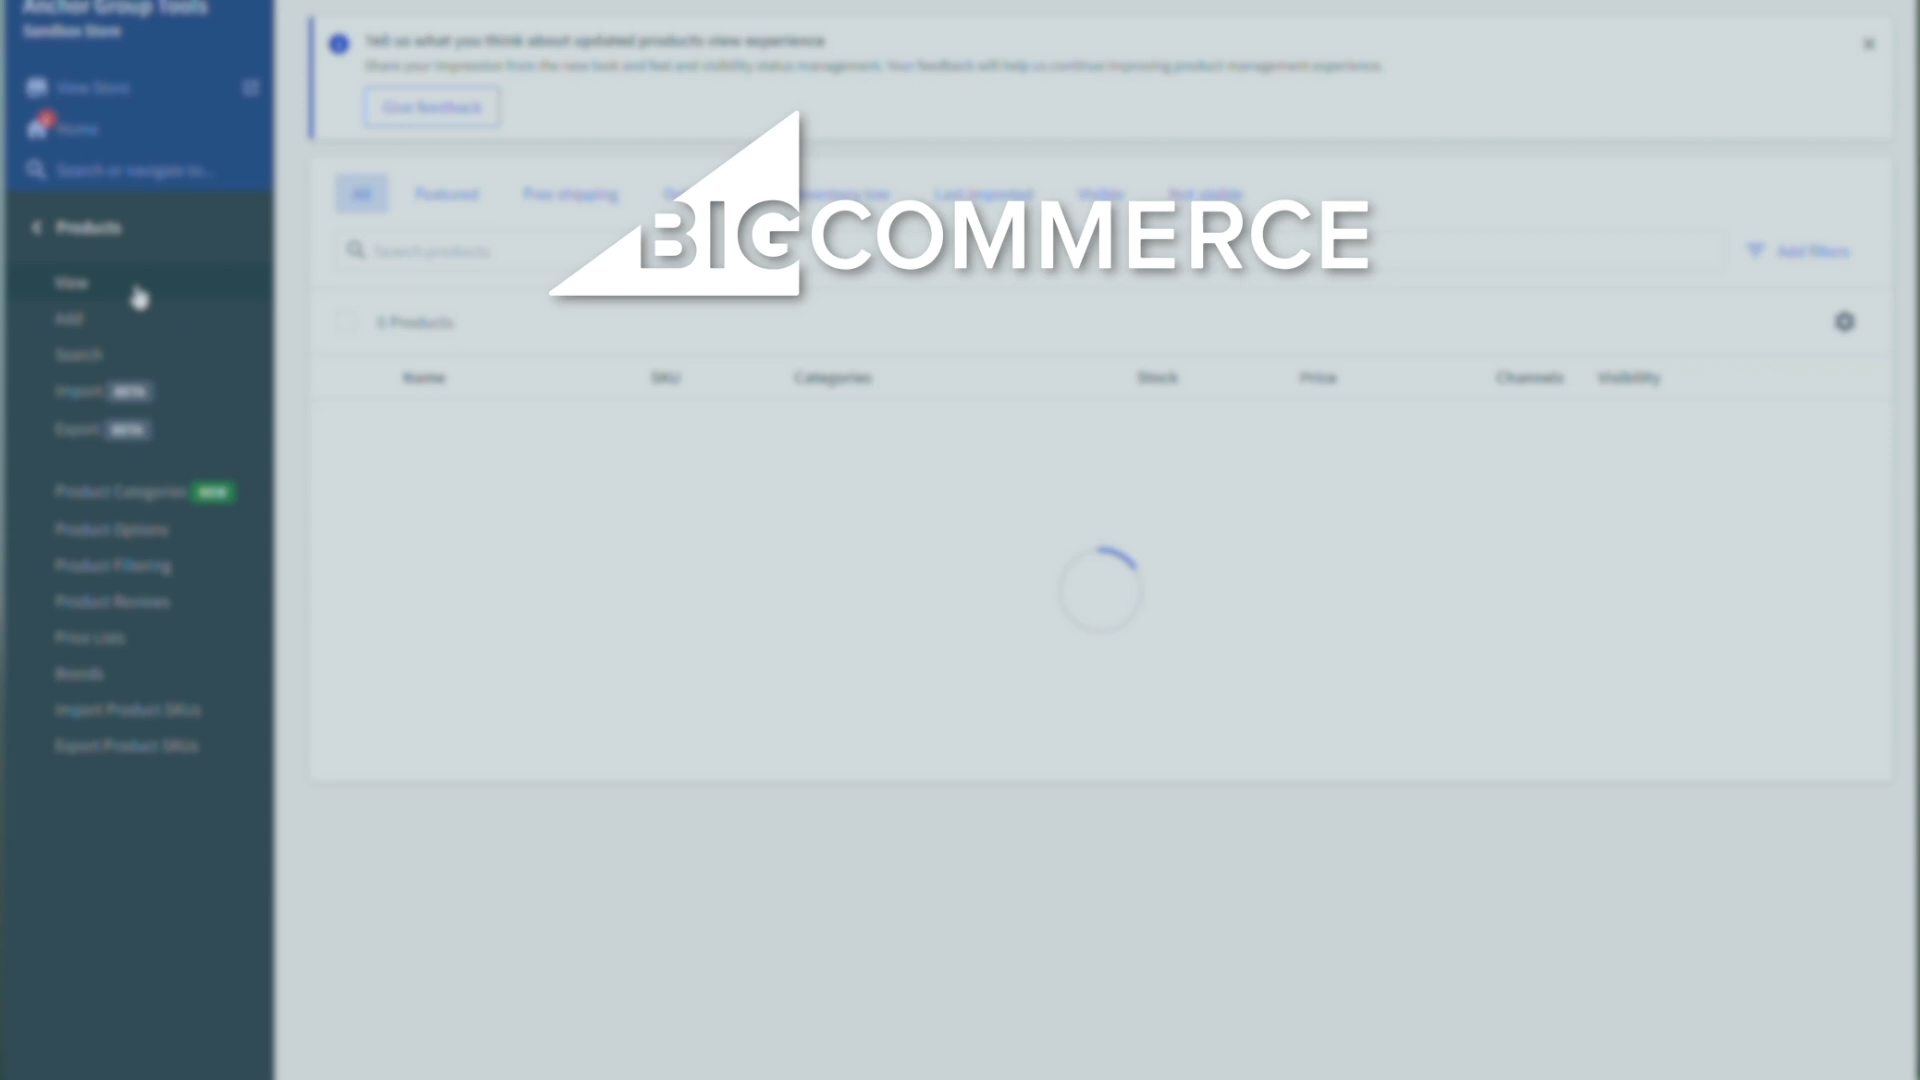 Anchor Group Tools
Sandbox Store
View Store
Home
Search or navigate to...
Products
View
Add
Search
Import BETA
Export BETA
Product Categories NEW
Product Options
Product Filtering
Product Reviews
Price Lists
Brands
Import Product SKUs
Export Product SKUs
Tell us what you think about updated products view experience
Share your impression from the new look and feel and visibility status management. Your feedback will help us continue improving product management experience.
Give feedback
All Featured Free shipping Inventory low Last imported Visible Not visible
BIGCOMMERCE
Search products
Add filters
0 Products
Name SKU Categories Stock Price Channels Visibility